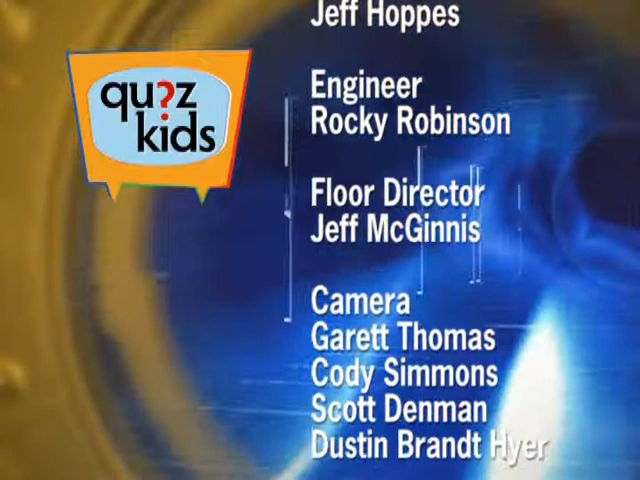 Jeff Hoppes
qu?z
kids
Engineer
Rocky Robinson
Floor Director
Jeff McGinnis
Camera
Garett Thomas
Cody Simmons
Scott Denman
Dustin Brandt Hyer